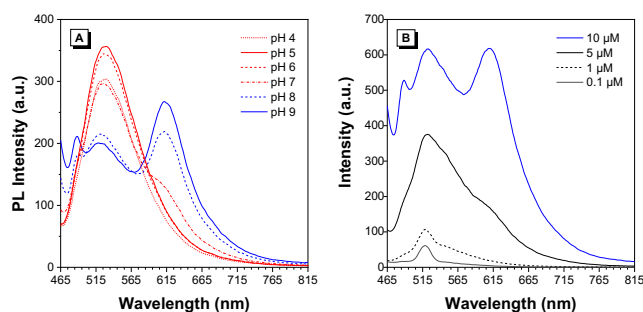 A
pH 4
pH 5
pH 6
pH 7
pH 8
pH 9
PL Intensity (a.u.)
400
300
200
100
0
465 515 565 615 665 715 765 815
Wavelength (nm)
B
10 µM
5 µM
1 µM
0.1 µM
Intensity (a.u.)
700
600
500
400
300
200
100
0
465 515 565 615 665 715 765 815
Wavelength (nm)